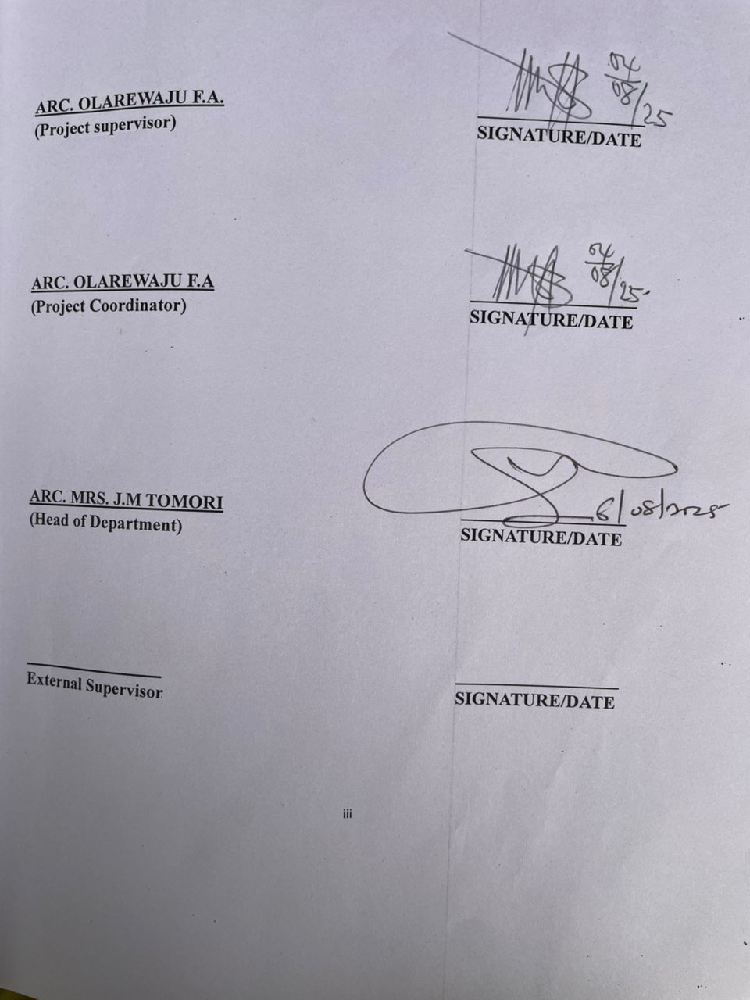 ARC. OLAREWAJU F.A.
(Project supervisor)
04/08/25
SIGNATURE/DATE
ARC. OLAREWAJU F.A
(Project Coordinator)
04/08/25
SIGNATURE/DATE
ARC. MRS. J.M TOMORI
(Head of Department)
6/08/2025
SIGNATURE/DATE
External Supervisor
SIGNATURE/DATE
iii